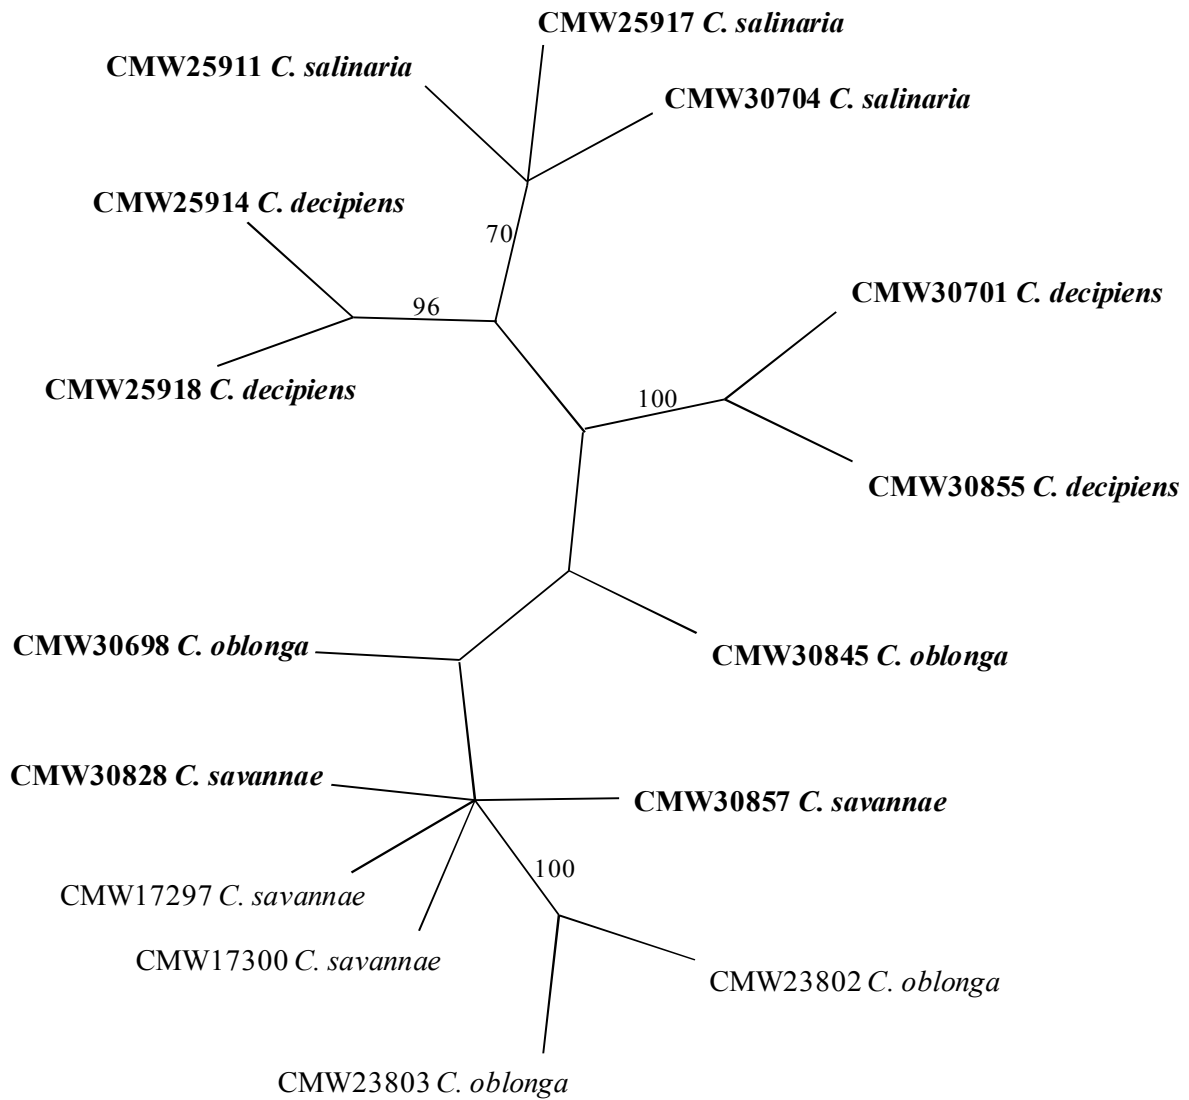 CMW25917 C. salinaria
CMW25911 C. salinaria
CMW30704 C. salinaria
CMW25914 C. decipiens
70
CMW30701 C. decipiens
96
CMW25918 C. decipiens
100
CMW30855 C. decipiens
CMW30698 C. oblonga
CMW30845 C. oblonga
CMW30828 C. savannae
CMW30857 C. savannae
100
CMW17297 C. savannae
CMW17300 C. savannae
CMW23802 C. oblonga
CMW23803 C. oblonga